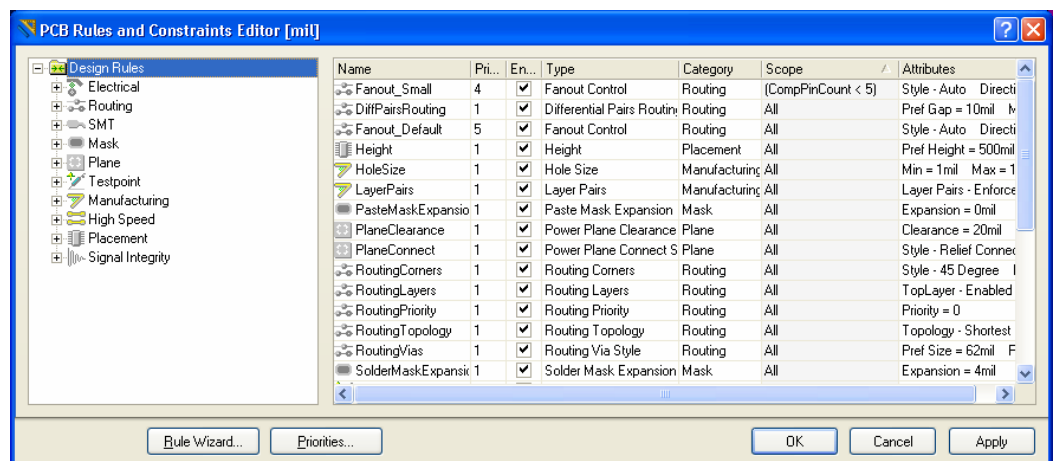 PCB Rules and Constraints Editor [mil]
Design Rules
Electrical
Routing
SMT
Mask
Plane
Testpoint
Manufacturing
High Speed
Placement
Signal Integrity
Name Pri... En... Type Category Scope Attributes
Fanout_Small 4 Fanout Control Routing (CompPinCount < 5) Style - Auto Directi
DiffPairsRouting 1 Differential Pairs Routing Routing All Pref Gap = 10mil M
Fanout_Default 5 Fanout Control Routing All Style - Auto Directi
Height 1 Height Placement All Pref Height = 500mil
HoleSize 1 Hole Size Manufacturing All Min = 1mil Max = 1
LayerPairs 1 Layer Pairs Manufacturing All Layer Pairs - Enforce
PasteMaskExpansio 1 Paste Mask Expansion Mask All Expansion = 0mil
PlaneClearance 1 Power Plane Clearance Plane All Clearance = 20mil
PlaneConnect 1 Power Plane Connect S Plane All Style - Relief Connec
RoutingCorners 1 Routing Corners Routing All Style - 45 Degree
RoutingLayers 1 Routing Layers Routing All TopLayer - Enabled
RoutingPriority 1 Routing Priority Routing All Priority = 0
RoutingTopology 1 Routing Topology Routing All Topology - Shortest
RoutingVias 1 Routing Via Style Routing All Pref Size = 62mil F
SolderMaskExpansic 1 Solder Mask Expansion Mask All Expansion = 4mil
Rule Wizard... Priorities... OK Cancel Apply